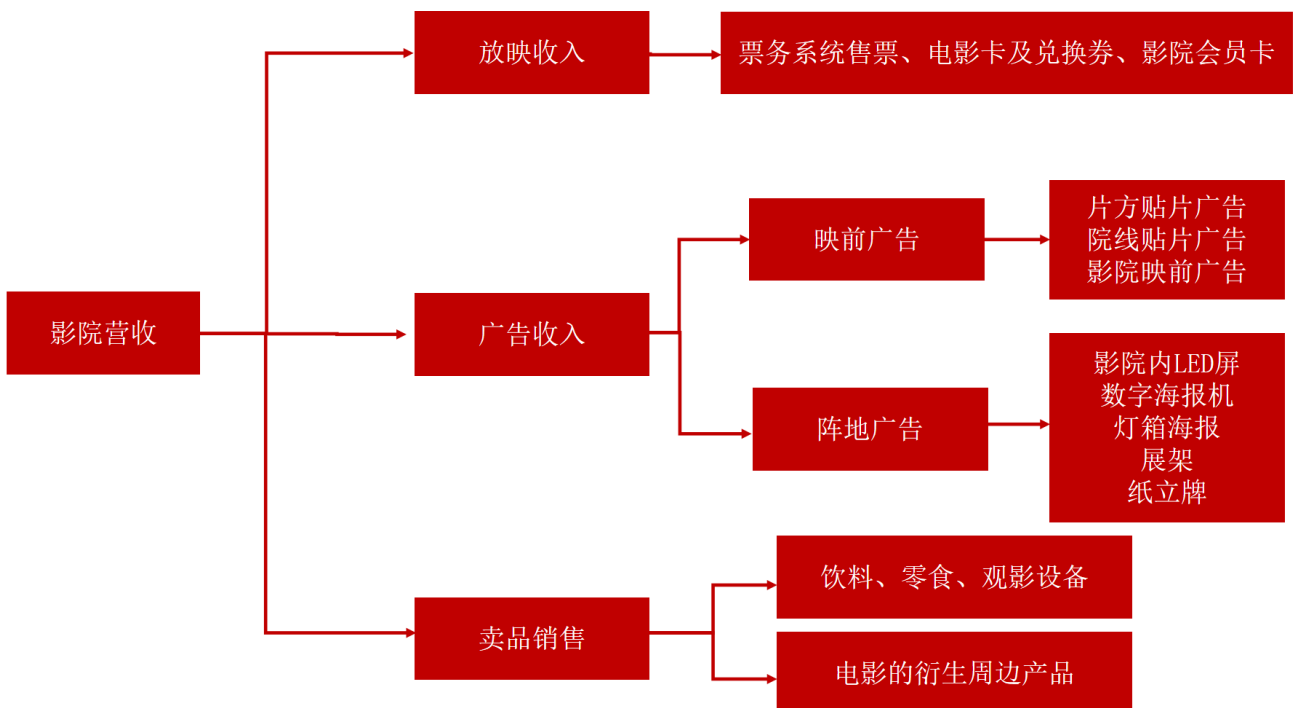 放映收入
票务系统售票、电影卡及兑换券、影院会员卡
影院营收
广告收入
映前广告
片方贴片广告
院线贴片广告
影院映前广告
阵地广告
影院内LED屏
数字海报机
灯箱海报
展架
纸立牌
卖品销售
饮料、零食、观影设备
电影的衍生周边产品